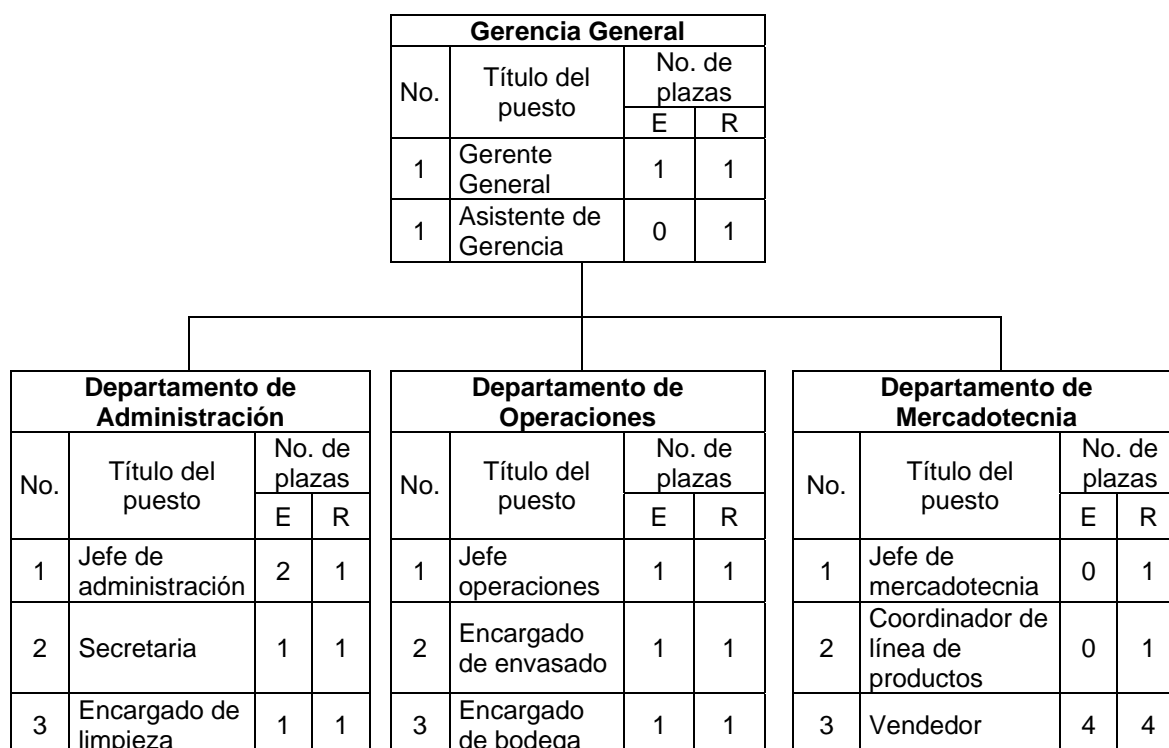 Gerencia General
No.
Título del
puesto
No. de
plazas
E R
1 Gerente
General 1 1
1 Asistente de
Gerencia 0 1
Departamento de
Administración
No.
Título del
puesto
No. de
plazas
E R
1 Jefe de
administración 2 1
2 Secretaria 1 1
3 Encargado de
limpieza 1 1
Departamento de
Operaciones
No.
Título del
puesto
No. de
plazas
E R
1 Jefe
operaciones 1 1
2 Encargado
de envasado 1 1
3 Encargado
de bodega 1 1
Departamento de
Mercadotecnia
No.
Título del
puesto
No. de
plazas
E R
1 Jefe de
mercadotecnia 0 1
2 Coordinador de
línea de
productos 0 1
3 Vendedor 4 4